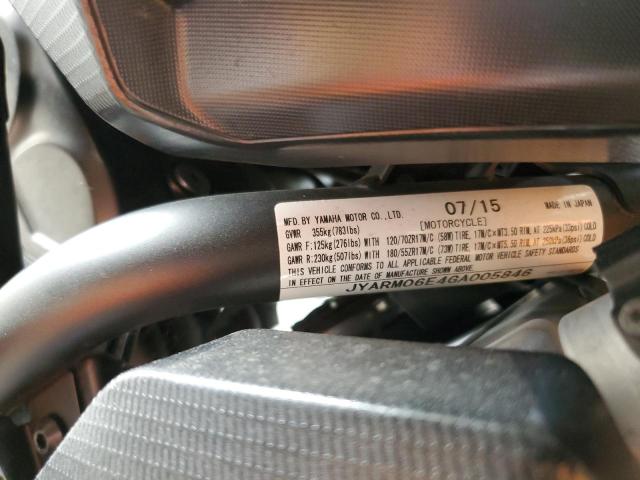 07/15
MFD. BY YAMAHA MOTOR CO.,LTD. [MOTORCYCLE] MADE IN JAPAN
GVWR 355kg(783lbs)
GAWR F:125kg(276lbs)WITH 120/70ZR17M/C (58W)TIRE, 17M/C×MT3.50 RIM, AT 225kPa(33psi) COLD
GAWR R:230kg(507lbs)WITH 180/55ZR17M/C (73W)TIRE, 17M/C×MT5.50 RIM, AT 250kPa(36psi) COLD
THIS VEHICLE CONFORMS TO ALL APPLICABLE FEDERAL MOTOR VEHICLE SAFETY STANDARDS
IN EFFECT ON THE DATE OF MANUFACTURE SHOWN ABOVE.
JYARM06E4GA005946